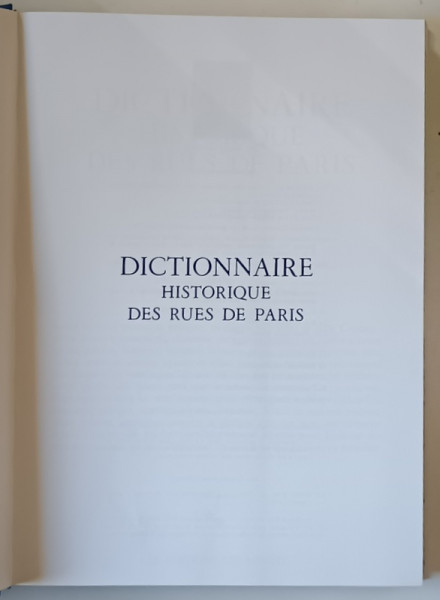 DICTIONNAIRE
HISTORIQUE
DES RUES DE PARIS